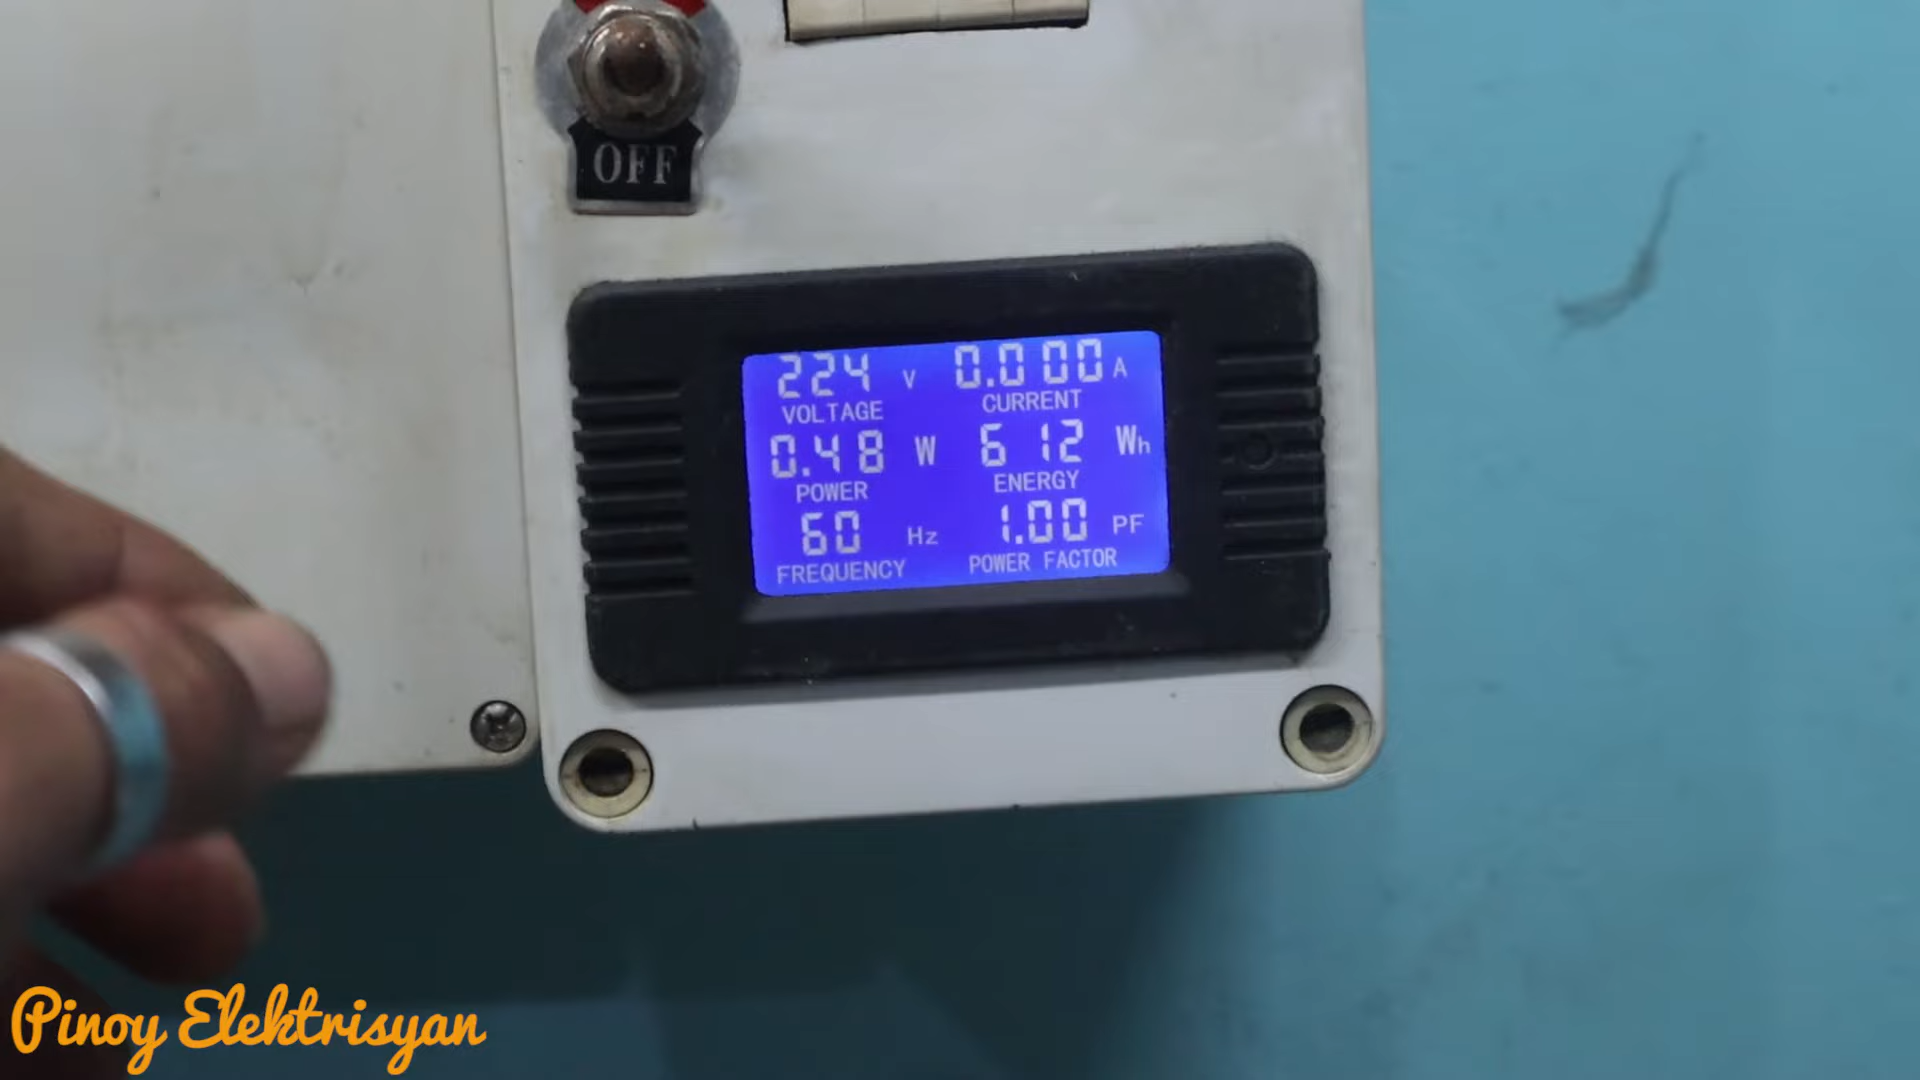 OFF
224 V 0.000 A
VOLTAGE CURRENT
0.48 W 612 Wh
POWER ENERGY
60 Hz 1.00 PF
FREQUENCY POWER FACTOR
Pinoy Elektrisyan